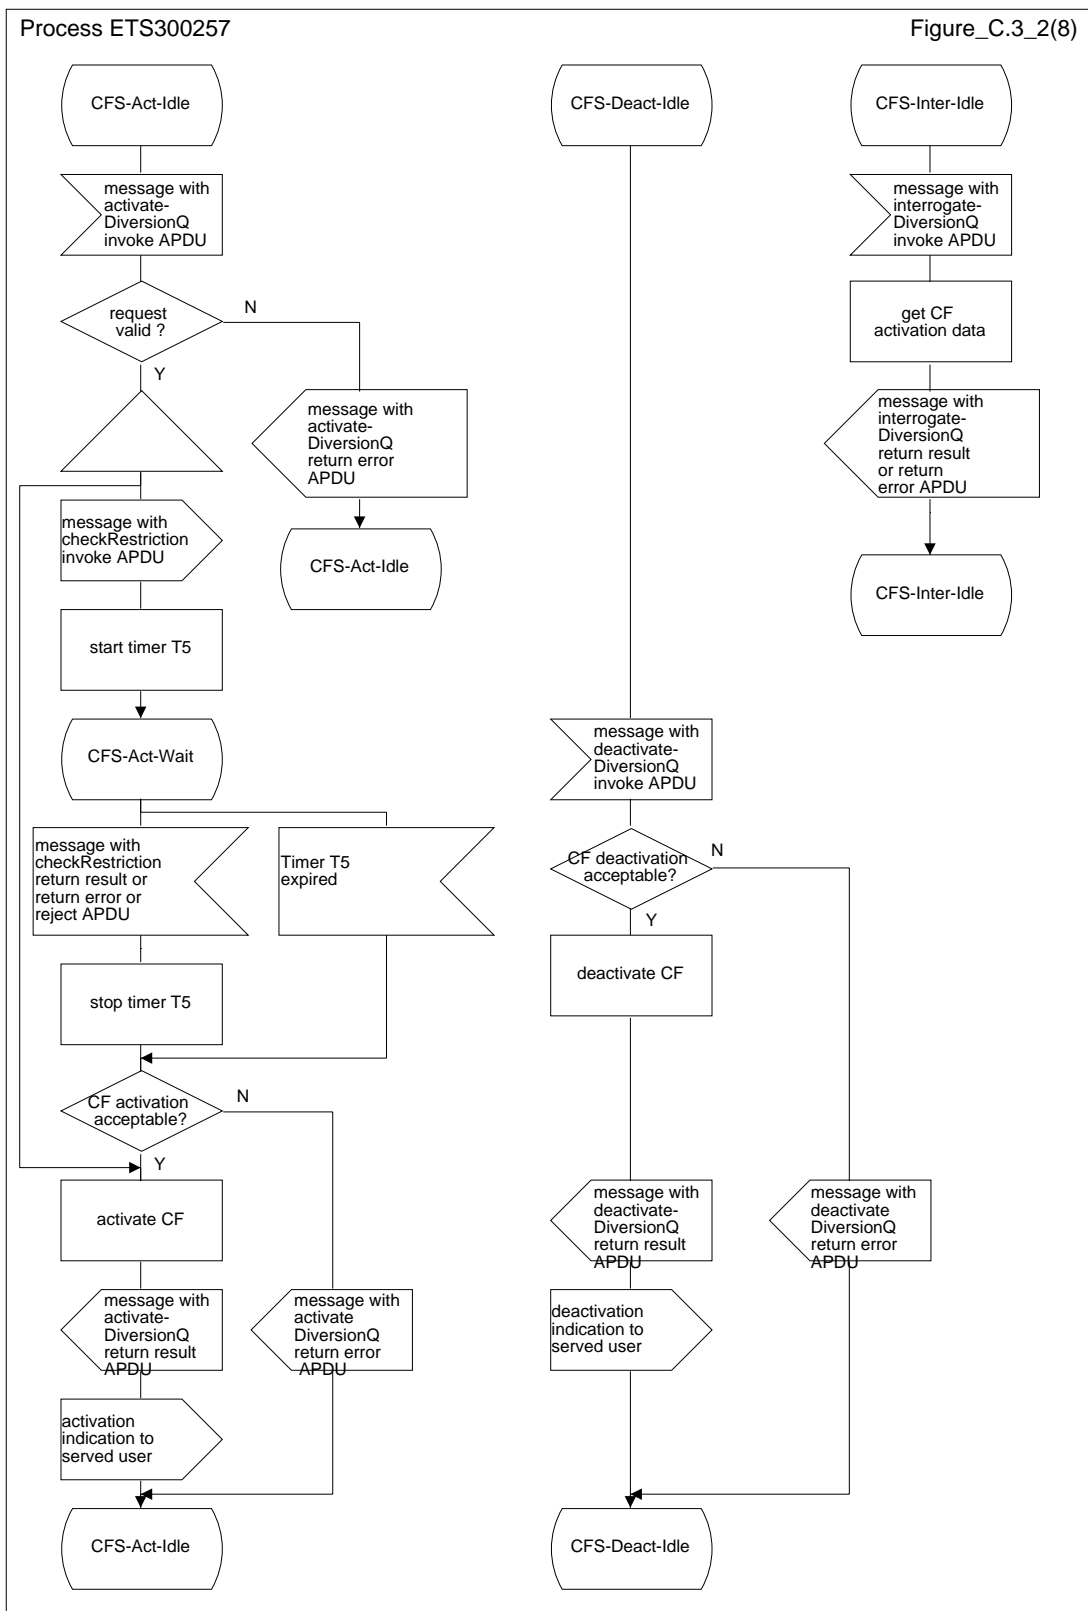 Process ETS300257
Figure_C.3_2(8)
CFS-Act-Idle
message with
activate-
DiversionQ
invoke APDU
request
valid ?
N
Y
message with
activate-
DiversionQ
return error
APDU
CFS-Act-Idle
message with
checkRestriction
invoke APDU
start timer T5
CFS-Act-Wait
message with
checkRestriction
return result or
return error or
reject APDU
Timer T5
expired
stop timer T5
CF activation
acceptable?
N
Y
activate CF
message with
activate-
DiversionQ
return result
APDU
message with
activate
DiversionQ
return error
APDU
activation
indication to
served user
CFS-Act-Idle
CFS-Deact-Idle
message with
deactivate-
DiversionQ
invoke APDU
CF deactivation
acceptable?
N
Y
deactivate CF
message with
deactivate-
DiversionQ
return result
APDU
message with
deactivate
DiversionQ
return error
APDU
deactivation
indication to
served user
CFS-Deact-Idle
CFS-Inter-Idle
message with
interrogate-
DiversionQ
invoke APDU
get CF
activation data
message with
interrogate-
DiversionQ
return result
or return
error APDU
CFS-Inter-Idle